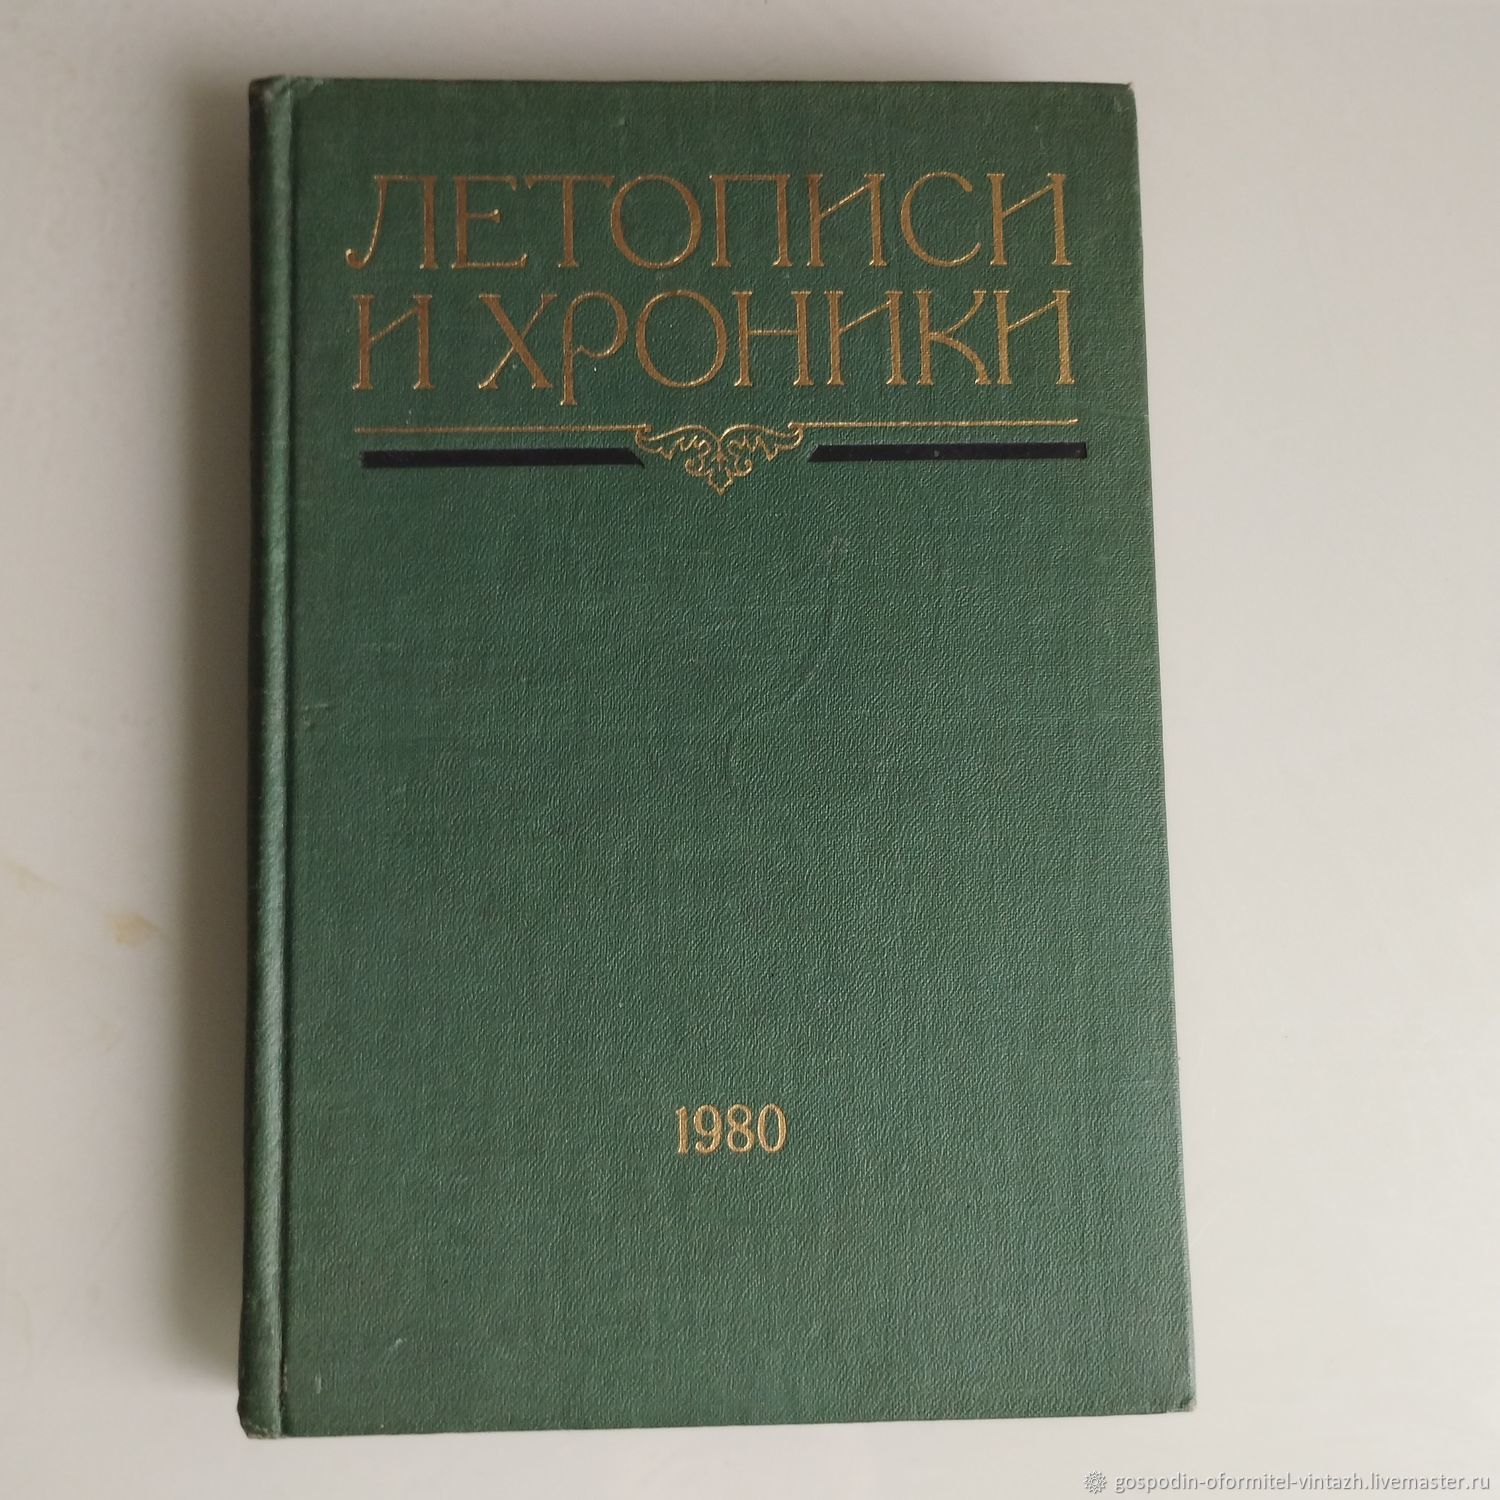 ЛЕТОПИСИ
И ХРОНИКИ
1980
gospodin-oformitel-vintazh.livemaster.ru